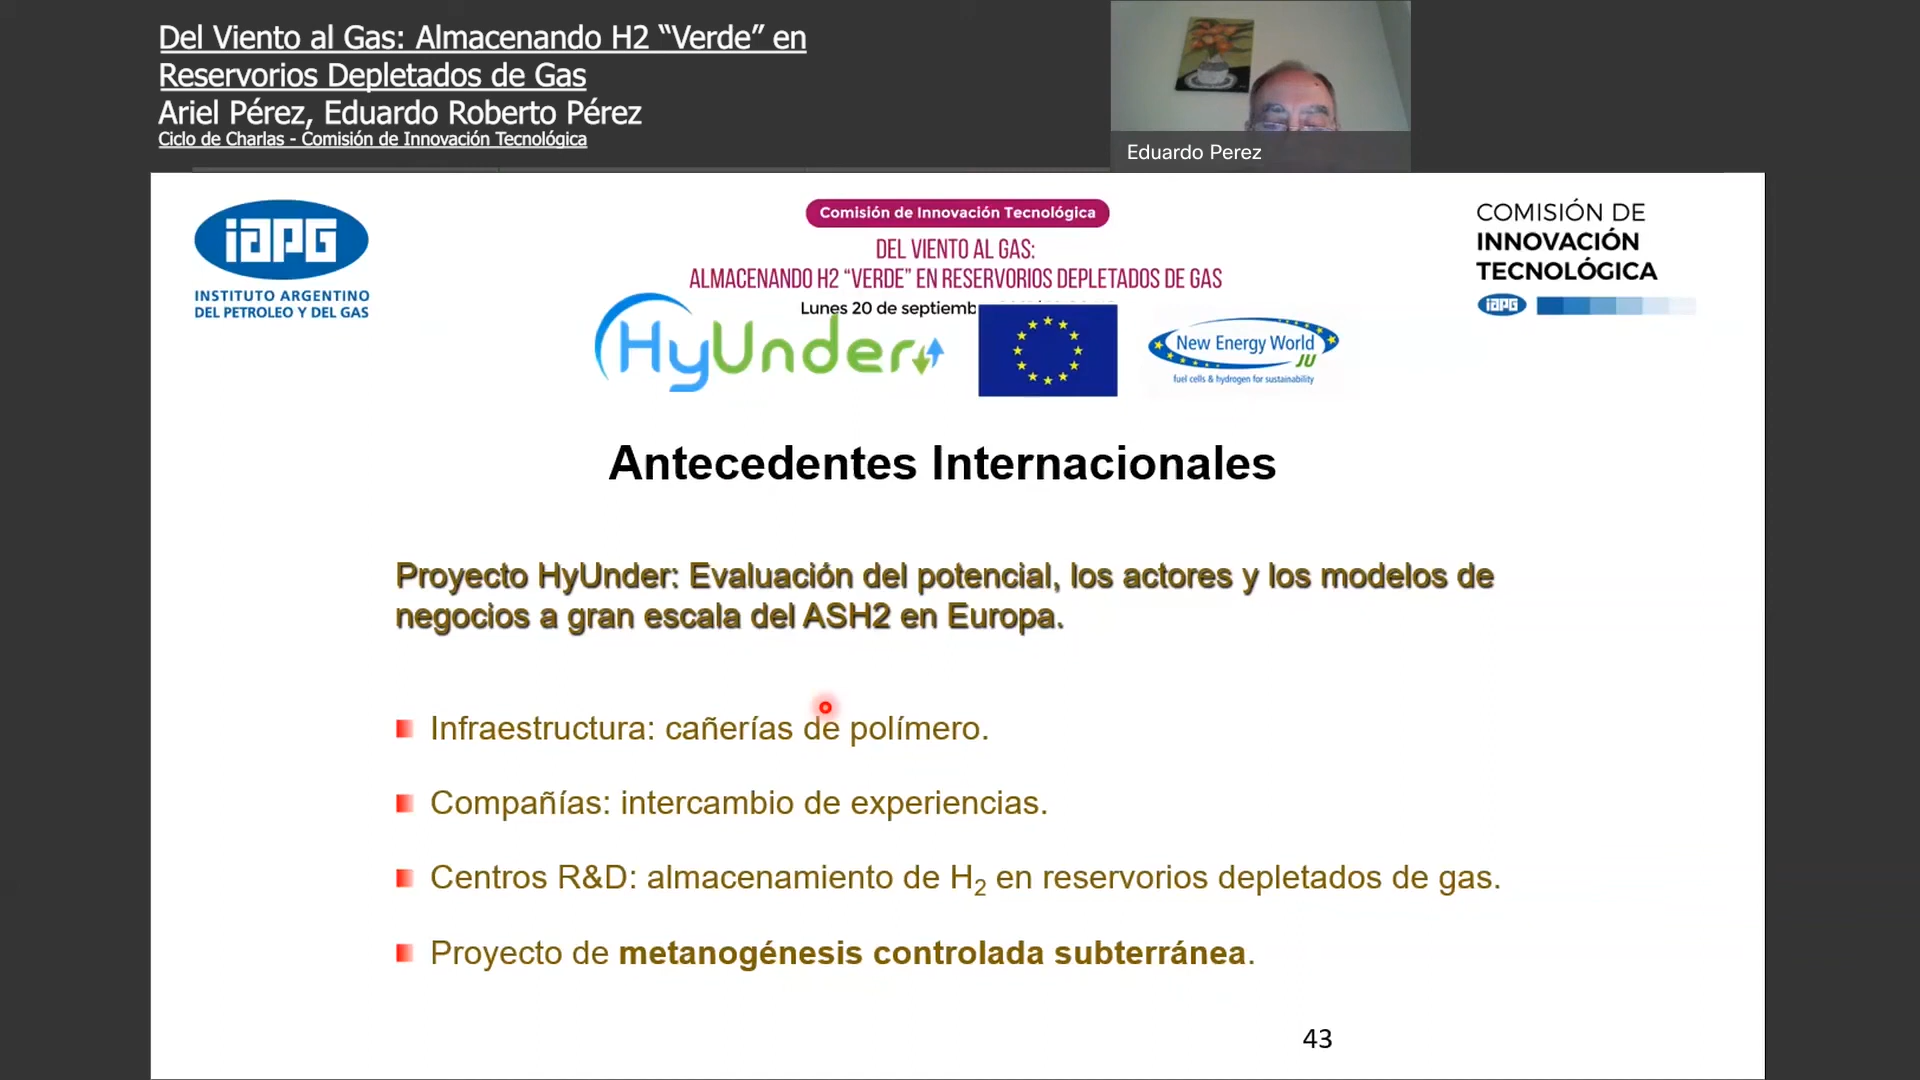 Del Viento al Gas: Almacenando H2 “Verde” en
Reservorios Depletados de Gas
Ariel Pérez, Eduardo Roberto Pérez
Ciclo de Charlas - Comisión de Innovación Tecnológica
Eduardo Perez
iapg
INSTITUTO ARGENTINO
DEL PETROLEO Y DEL GAS
Comisión de Innovación Tecnológica
DEL VIENTO AL GAS:
ALMACENANDO H2 “VERDE” EN RESERVORIOS DEPLETADOS DE GAS
Lunes 20 de septiemb
COMISIÓN DE
INNOVACIÓN
TECNOLÓGICA
iapg
HyUnder
New Energy World
JU
fuel cells & hydrogen for sustainability
Antecedentes Internacionales
Proyecto HyUnder: Evaluación del potencial, los actores y los modelos de
negocios a gran escala del ASH2 en Europa.
Infraestructura: cañerías de polímero.
Compañías: intercambio de experiencias.
Centros R&D: almacenamiento de H2 en reservorios depletados de gas.
Proyecto de metanogénesis controlada subterránea.
43